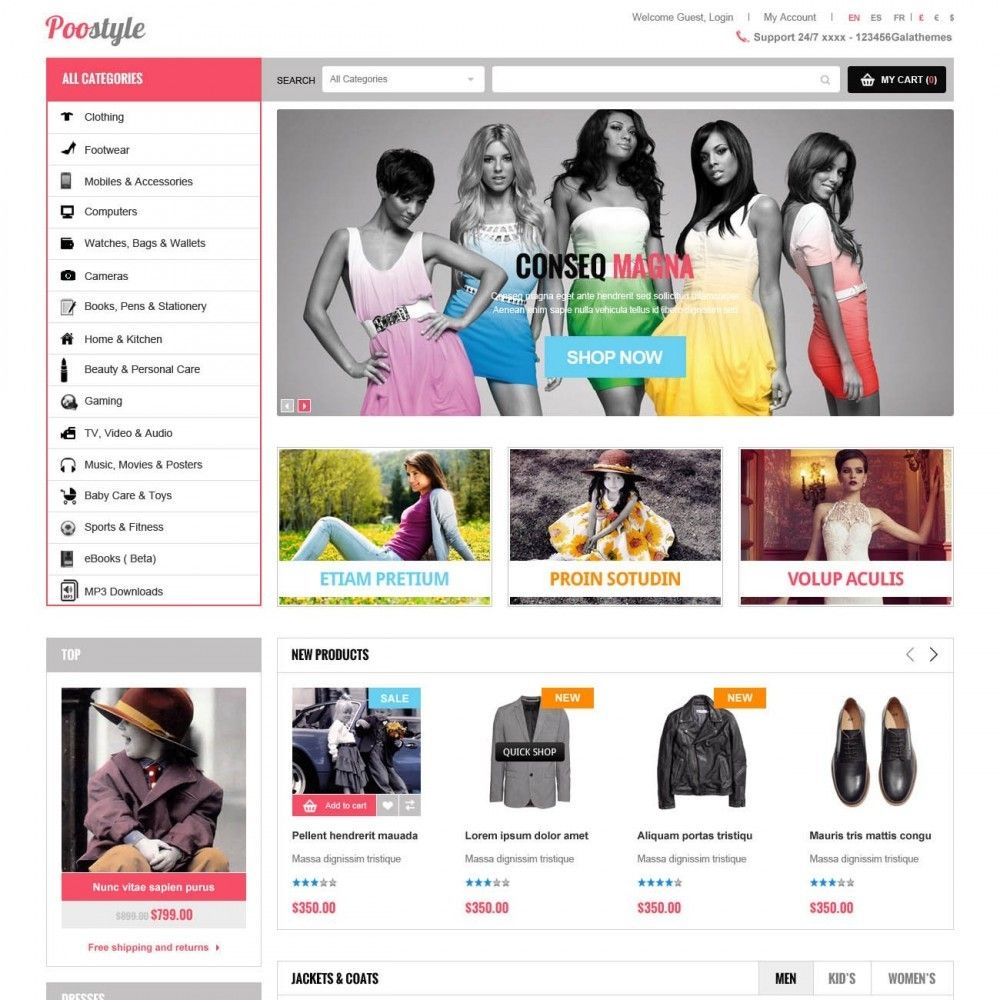 Poostyle
Welcome Guest, Login | My Account | EN ES FR | £ € $
Support 24/7 xxxx - 123456Galathemes
ALL CATEGORIES
SEARCH All Categories MY CART (0)
Clothing
Footwear
Mobiles & Accessories
Computers
Watches, Bags & Wallets
Cameras
Books, Pens & Stationery
Home & Kitchen
Beauty & Personal Care
Gaming
TV, Video & Audio
Music, Movies & Posters
Baby Care & Toys
Sports & Fitness
eBooks ( Beta)
MP3 Downloads
CONSEQ MAGNA
Conseq magna eget ante hendrerit sed sollicitudin
Aenean enim sapie nulla vehicula tellus id libero dignissim sed
SHOP NOW
ETIAM PRETIUM
PROIN SOTUDIN
VOLUP ACULIS
TOP
Nunc vitae sapien purus
$899.00 $799.00
Free shipping and returns
DRESSES
NEW PRODUCTS
SALE
Add to cart
Pellent hendrerit mauada
Massa dignissim tristique
$350.00
NEW
QUICK SHOP
Lorem ipsum dolor amet
Massa dignissim tristique
$350.00
NEW
Aliquam portas tristiqu
Massa dignissim tristique
$350.00
Mauris tris mattis congu
Massa dignissim tristique
$350.00
JACKETS & COATS
MEN KID'S WOMEN'S